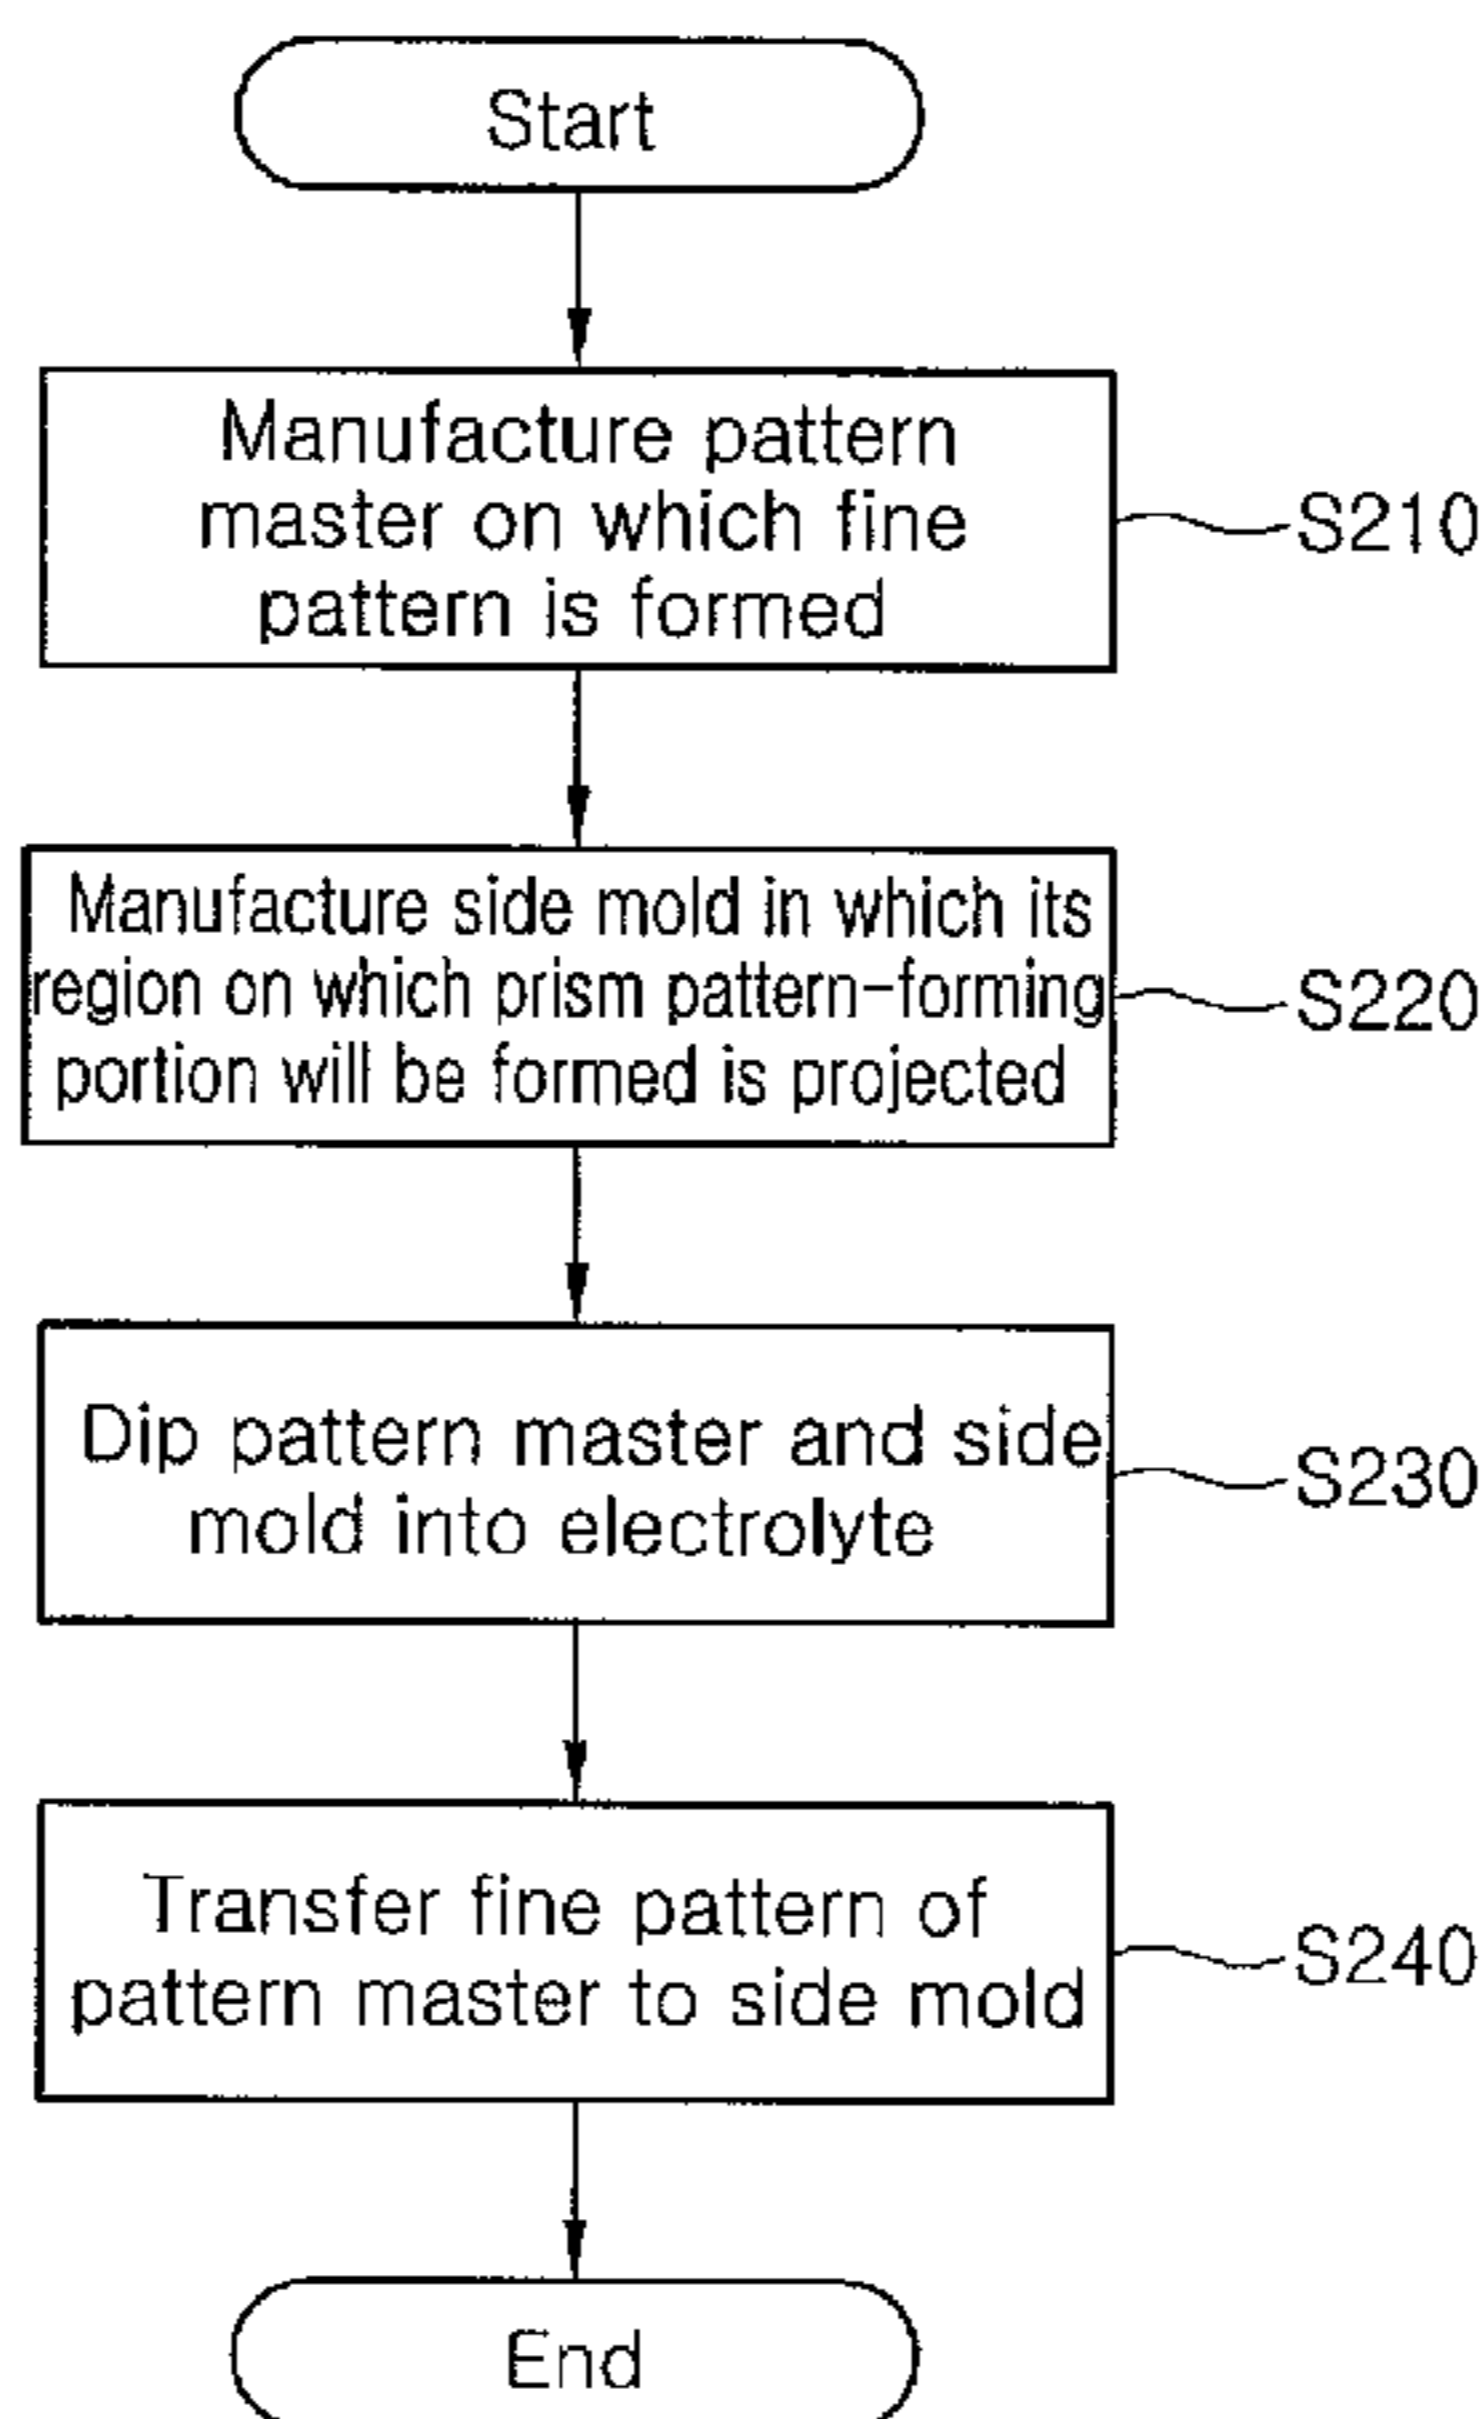 Start
Manufacture pattern
master on which fine
pattern is formed
S210
Manufacture side mold in which its
region on which prism pattern-forming
portion will be formed is projected
S220
Dip pattern master and side
mold into electrolyte
S230
Transfer fine pattern of
pattern master to side mold
S240
End